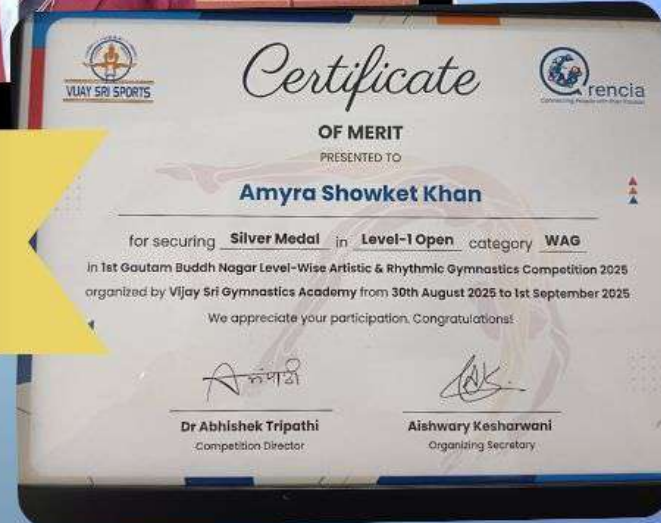 VIJAY SRI SPORTS
Certificate
rencia
OF MERIT
PRESENTED TO
Amyra Showket Khan
for securing Silver Medal in Level-1 Open category WAG
in 1st Gautam Buddh Nagar Level-Wise Artistic & Rhythmic Gymnastics Competition 2025
organized by Vijay Sri Gymnastics Academy from 30th August 2025 to 1st September 2025
We appreciate your participation. Congratulations!
Dr Abhishek Tripathi
Competition Director
Aishwary Kesharwani
Organizing Secretary